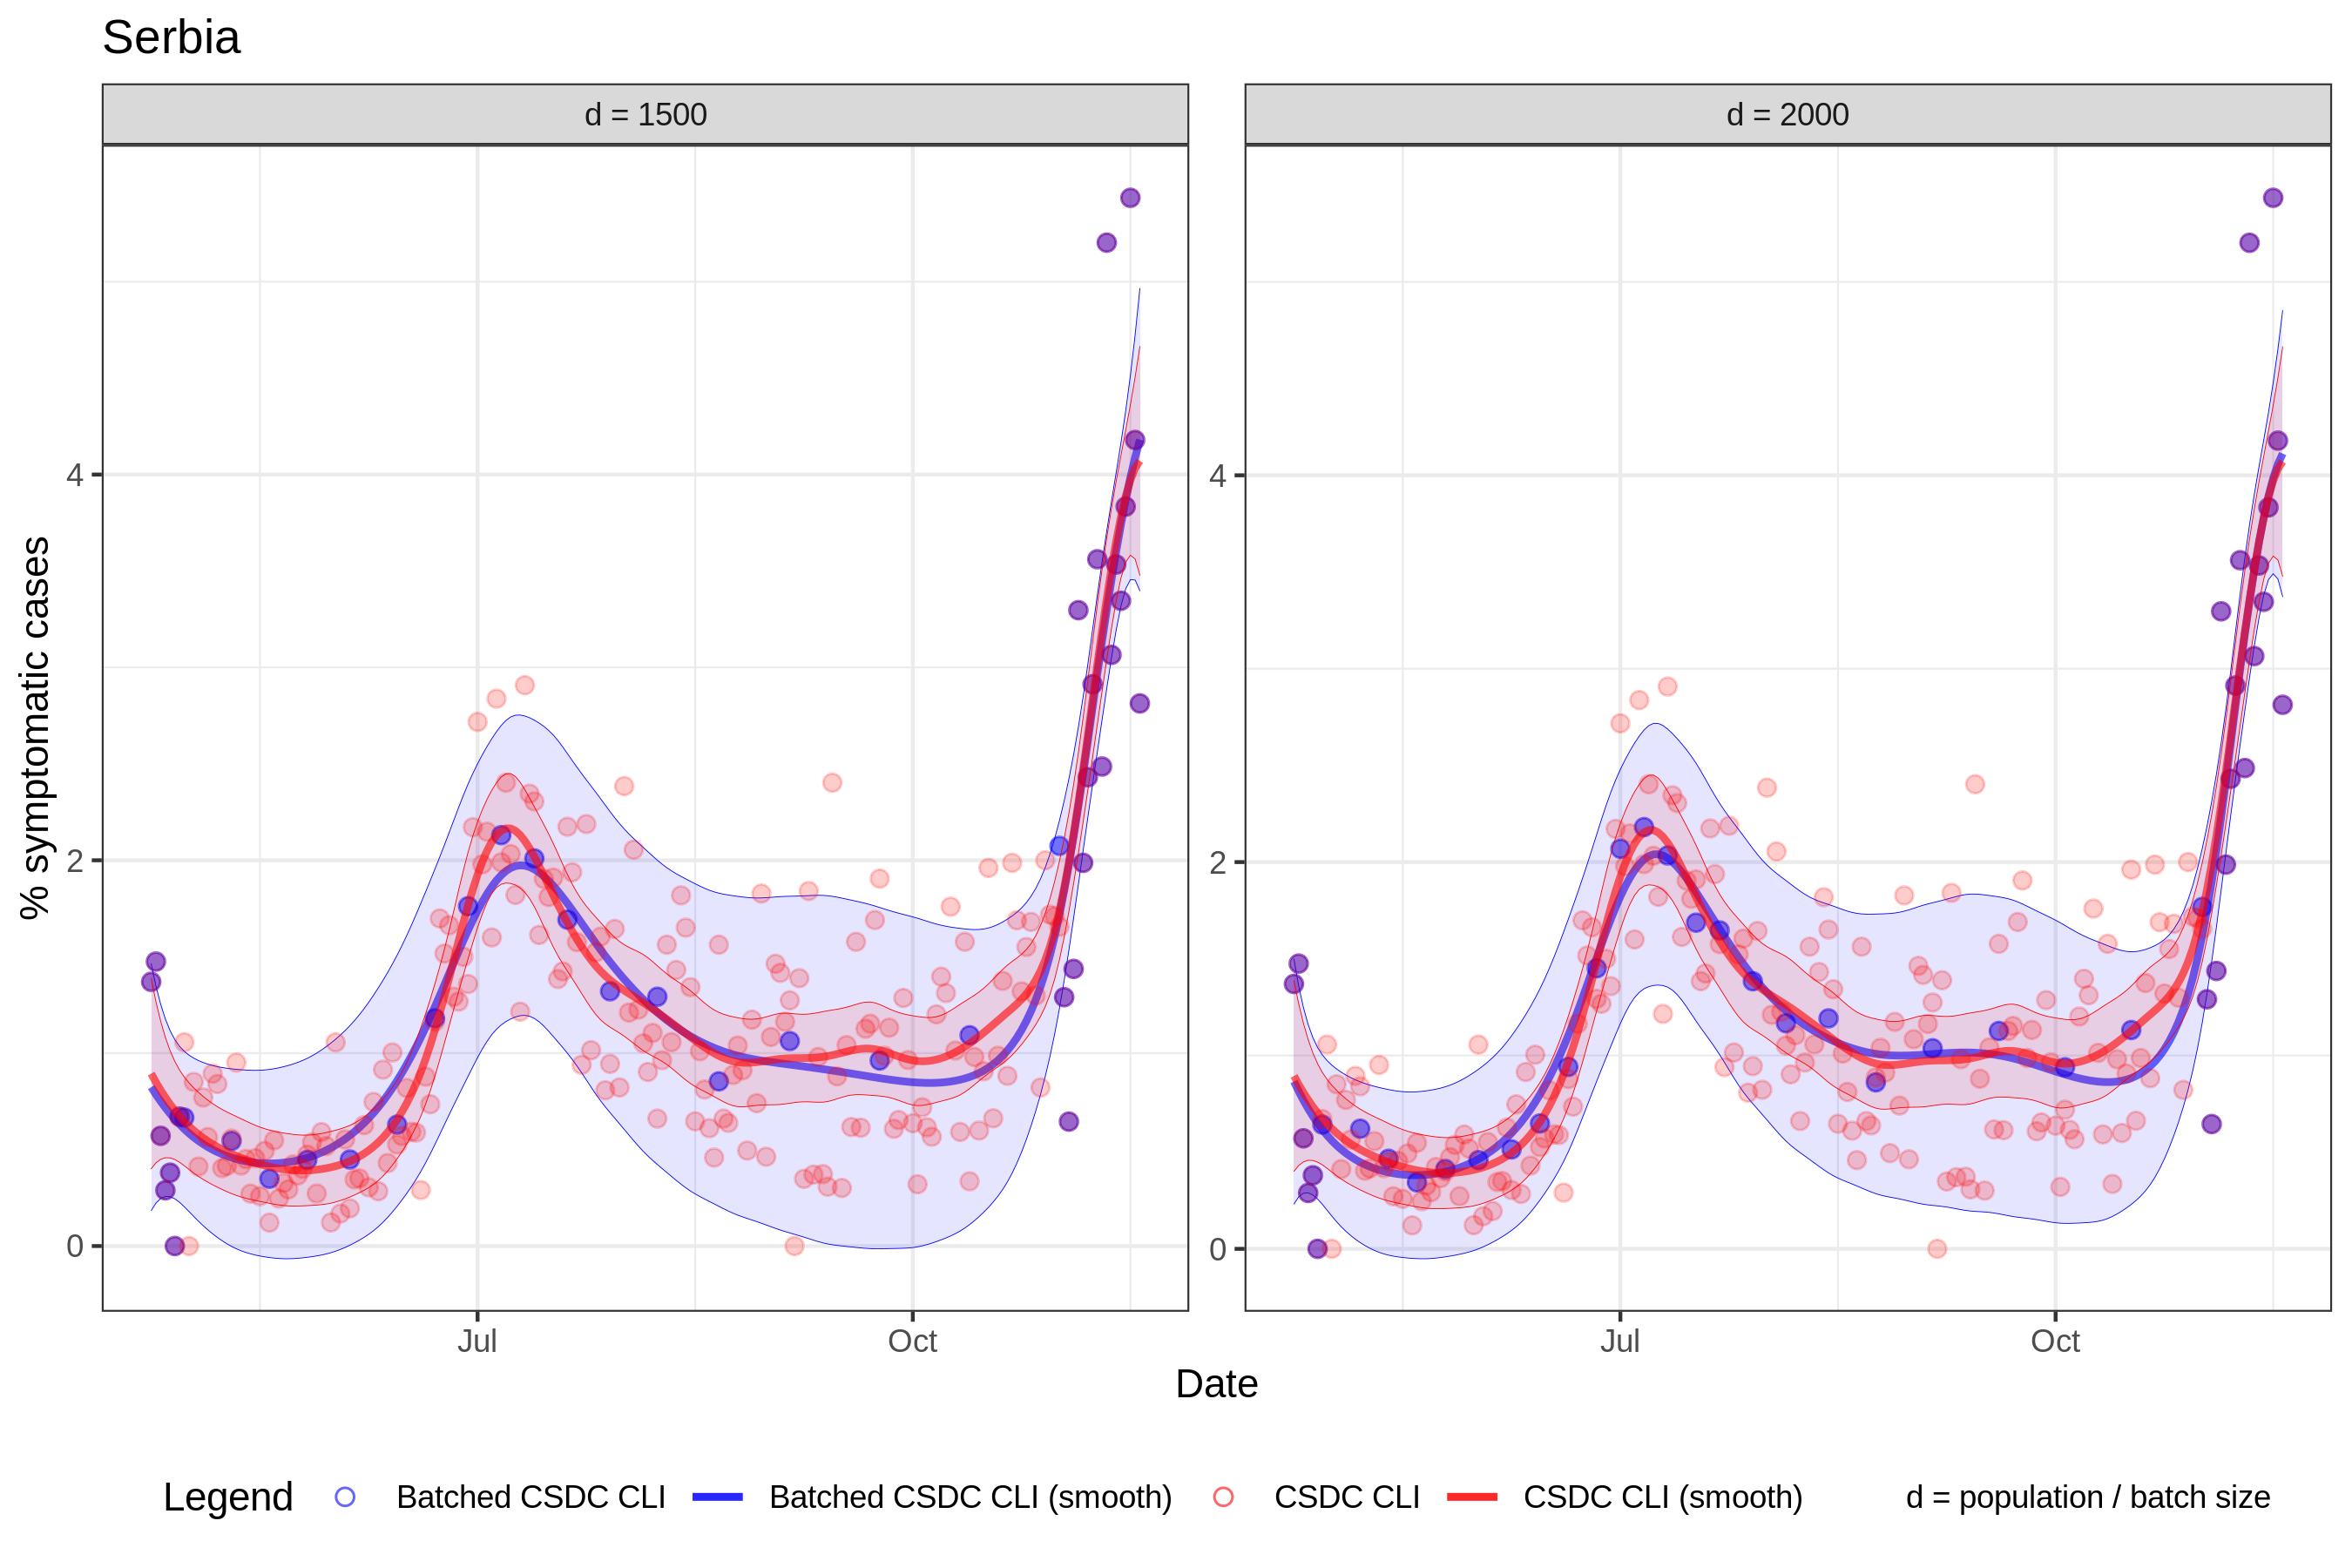 Serbia
d = 1500
d = 2000
% symptomatic cases
4
2
0
4
2
0
Jul
Oct
Jul
Oct
Date
Legend
Batched CSDC CLI
Batched CSDC CLI (smooth)
CSDC CLI
CSDC CLI (smooth)
d = population / batch size